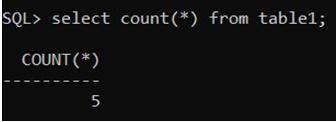 SQL> select count(*) from table1;
COUNT(*)
----------
5